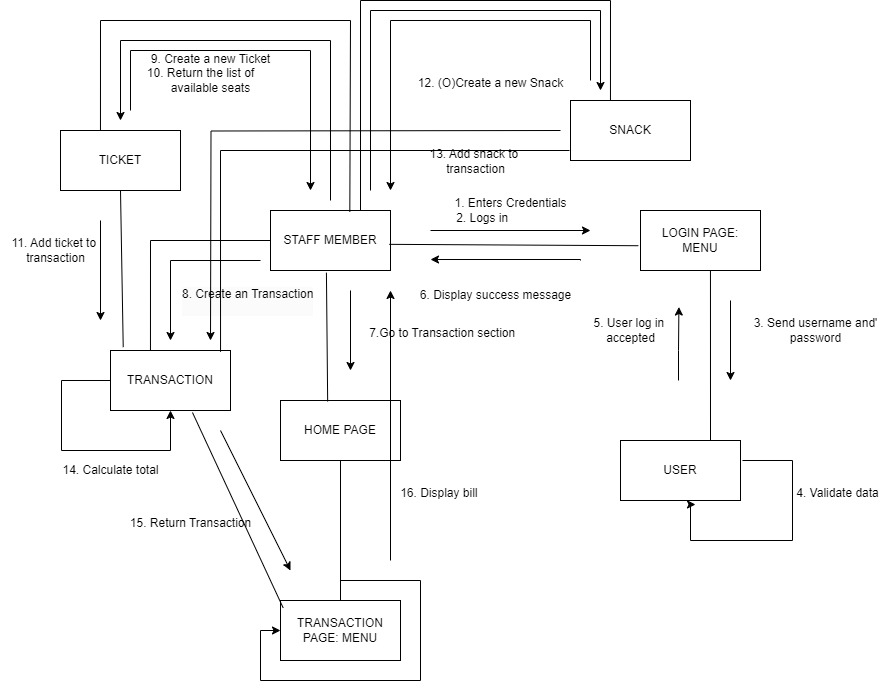 9. Create a new Ticket
10. Return the list of
available seats
12. (O)Create a new Snack
SNACK
TICKET
13. Add snack to
transaction
1. Enters Credentials
2. Logs in
STAFF MEMBER
LOGIN PAGE:
MENU
11. Add ticket to
transaction
8. Create an Transaction
6. Display success message
7.Go to Transaction section
5. User log in
accepted
3. Send username and'
password
TRANSACTION
HOME PAGE
14. Calculate total
USER
16. Display bill
4. Validate data
15. Return Transaction
TRANSACTION
PAGE: MENU